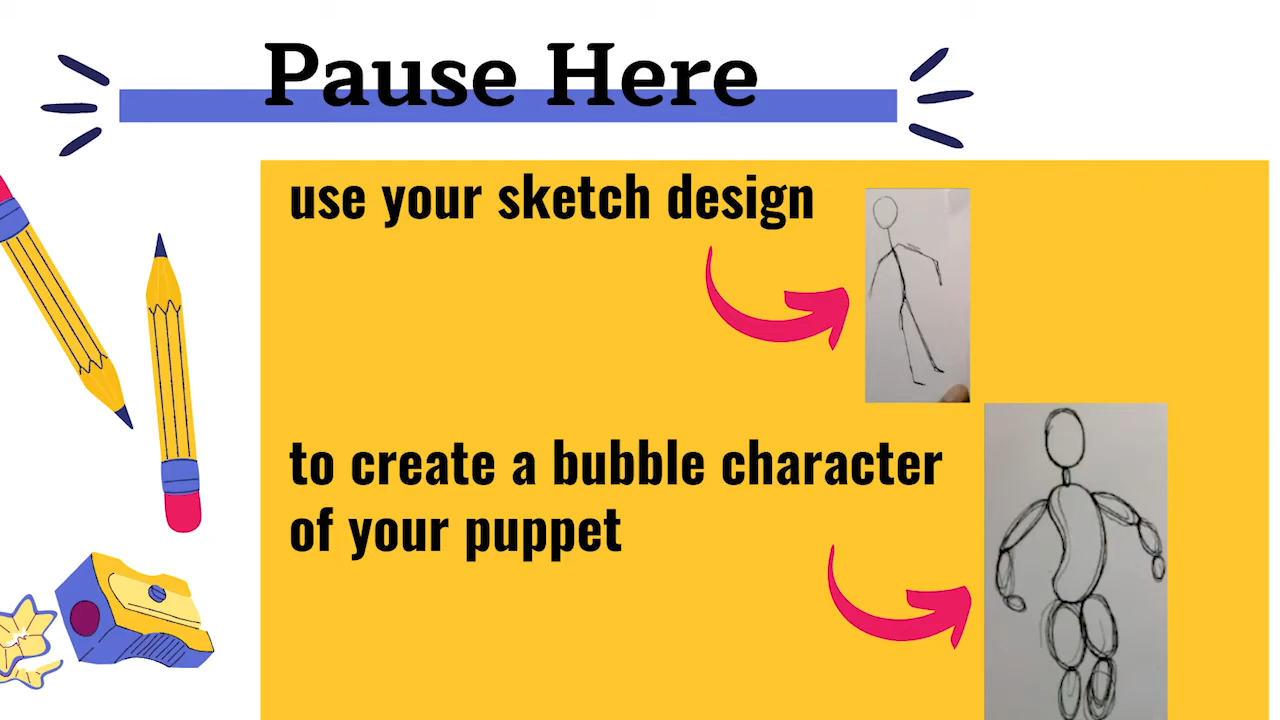 Pause Here
use your sketch design
to create a bubble character
of your puppet